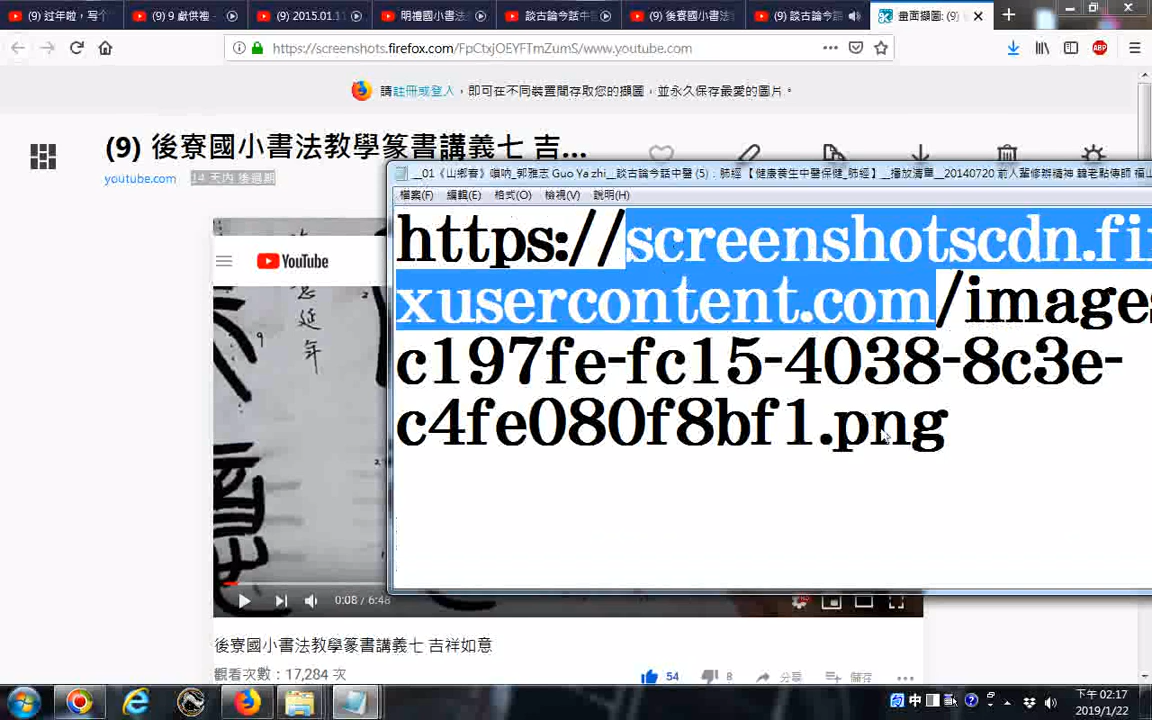 (9) 过年啦，写个
(9) 9 獻供禮 -
(9) 2015.01.1
明禮國小書法
談古論今話中
(9) 後寮國小書法
(9) 談古論今
畫面擷圖: (9)
https://screenshots.firefox.com/FpCtxjOEYFTmZumS/www.youtube.com
請註冊或登入，即可在不同裝置間存取您的擷圖，並永久保存最愛的圖片。
(9) 後寮國小書法教學篆書講義七 吉...
youtube.com 14 天內 後過期
__01《山鄉春》嗩吶_郭雅志 Guo Ya zhi__談古論今話中醫 (5)：肺經【健康養生中醫保健_肺經】__播放清單__20140720 前人輩修辦精神 韓老點傳師 福山
檔案(F) 編輯(E) 格式(O) 檢視(V) 說明(H)
https://screenshotscdn.fi
xusercontent.com/images
c197fe-fc15-4038-8c3e-
c4fe080f8bf1.png
YouTube
延
年
0:08 / 6:48
後寮國小書法教學篆書講義七 吉祥如意
觀看次數：17,284 次
54
8
分享
儲存
中
下午 02:17
2019/1/22